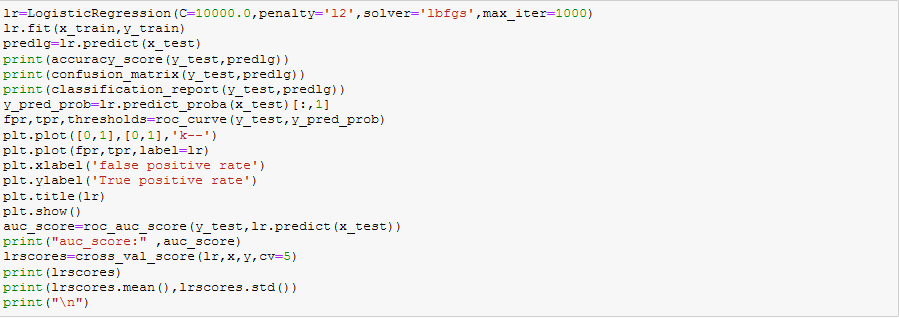 lr=LogisticRegression(C=10000.0,penalty='l2',solver='lbfgs',max_iter=1000)
lr.fit(x_train,y_train)
predlg=lr.predict(x_test)
print(accuracy_score(y_test,predlg))
print(confusion_matrix(y_test,predlg))
print(classification_report(y_test,predlg))
y_pred_prob=lr.predict_proba(x_test)[:,1]
fpr,tpr,thresholds=roc_curve(y_test,y_pred_prob)
plt.plot([0,1],[0,1],'k--')
plt.plot(fpr,tpr,label=lr)
plt.xlabel('false positive rate')
plt.ylabel('True positive rate')
plt.title(lr)
plt.show()
auc_score=roc_auc_score(y_test,lr.predict(x_test))
print("auc_score:" ,auc_score)
lrscores=cross_val_score(lr,x,y,cv=5)
print(lrscores)
print(lrscores.mean(),lrscores.std())
print("\n")